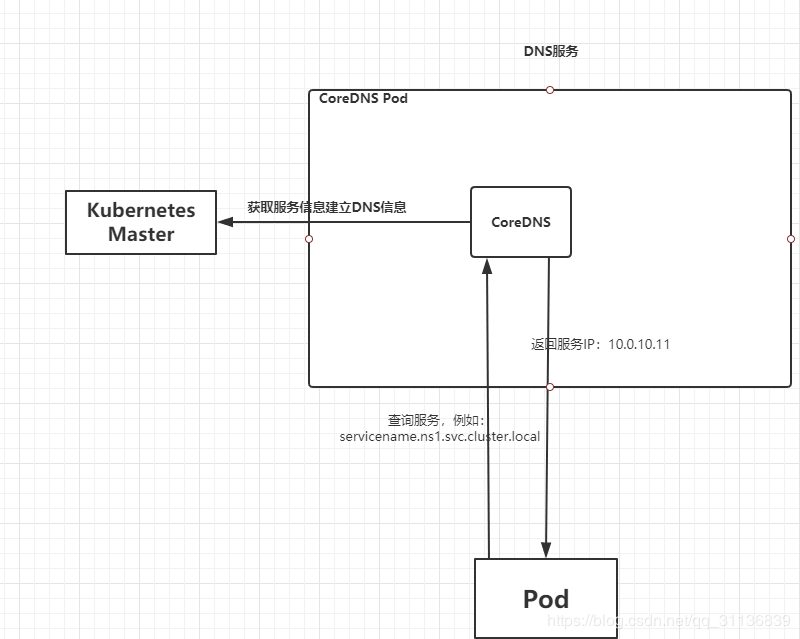 DNS服务
CoreDNS Pod
Kubernetes
Master
获取服务信息建立DNS信息
CoreDNS
返回服务IP：10.0.10.11
查询服务，例如：
servicename.ns1.svc.cluster.local
Pod
https://blog.csdn.net/qq_31136839